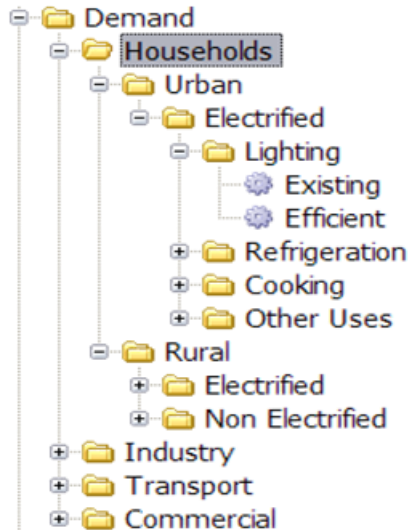 Demand
Households
Urban
Electrified
Lighting
Existing
Efficient
Refrigeration
Cooking
Other Uses
Rural
Electrified
Non Electrified
Industry
Transport
Commercial